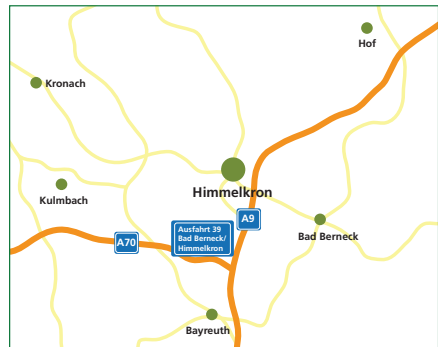 Hof
Kronach
Himmelkron
Kulmbach
A9
Ausfahrt 39
Bad Berneck/
Himmelkron
A70
Bad Berneck
Bayreuth